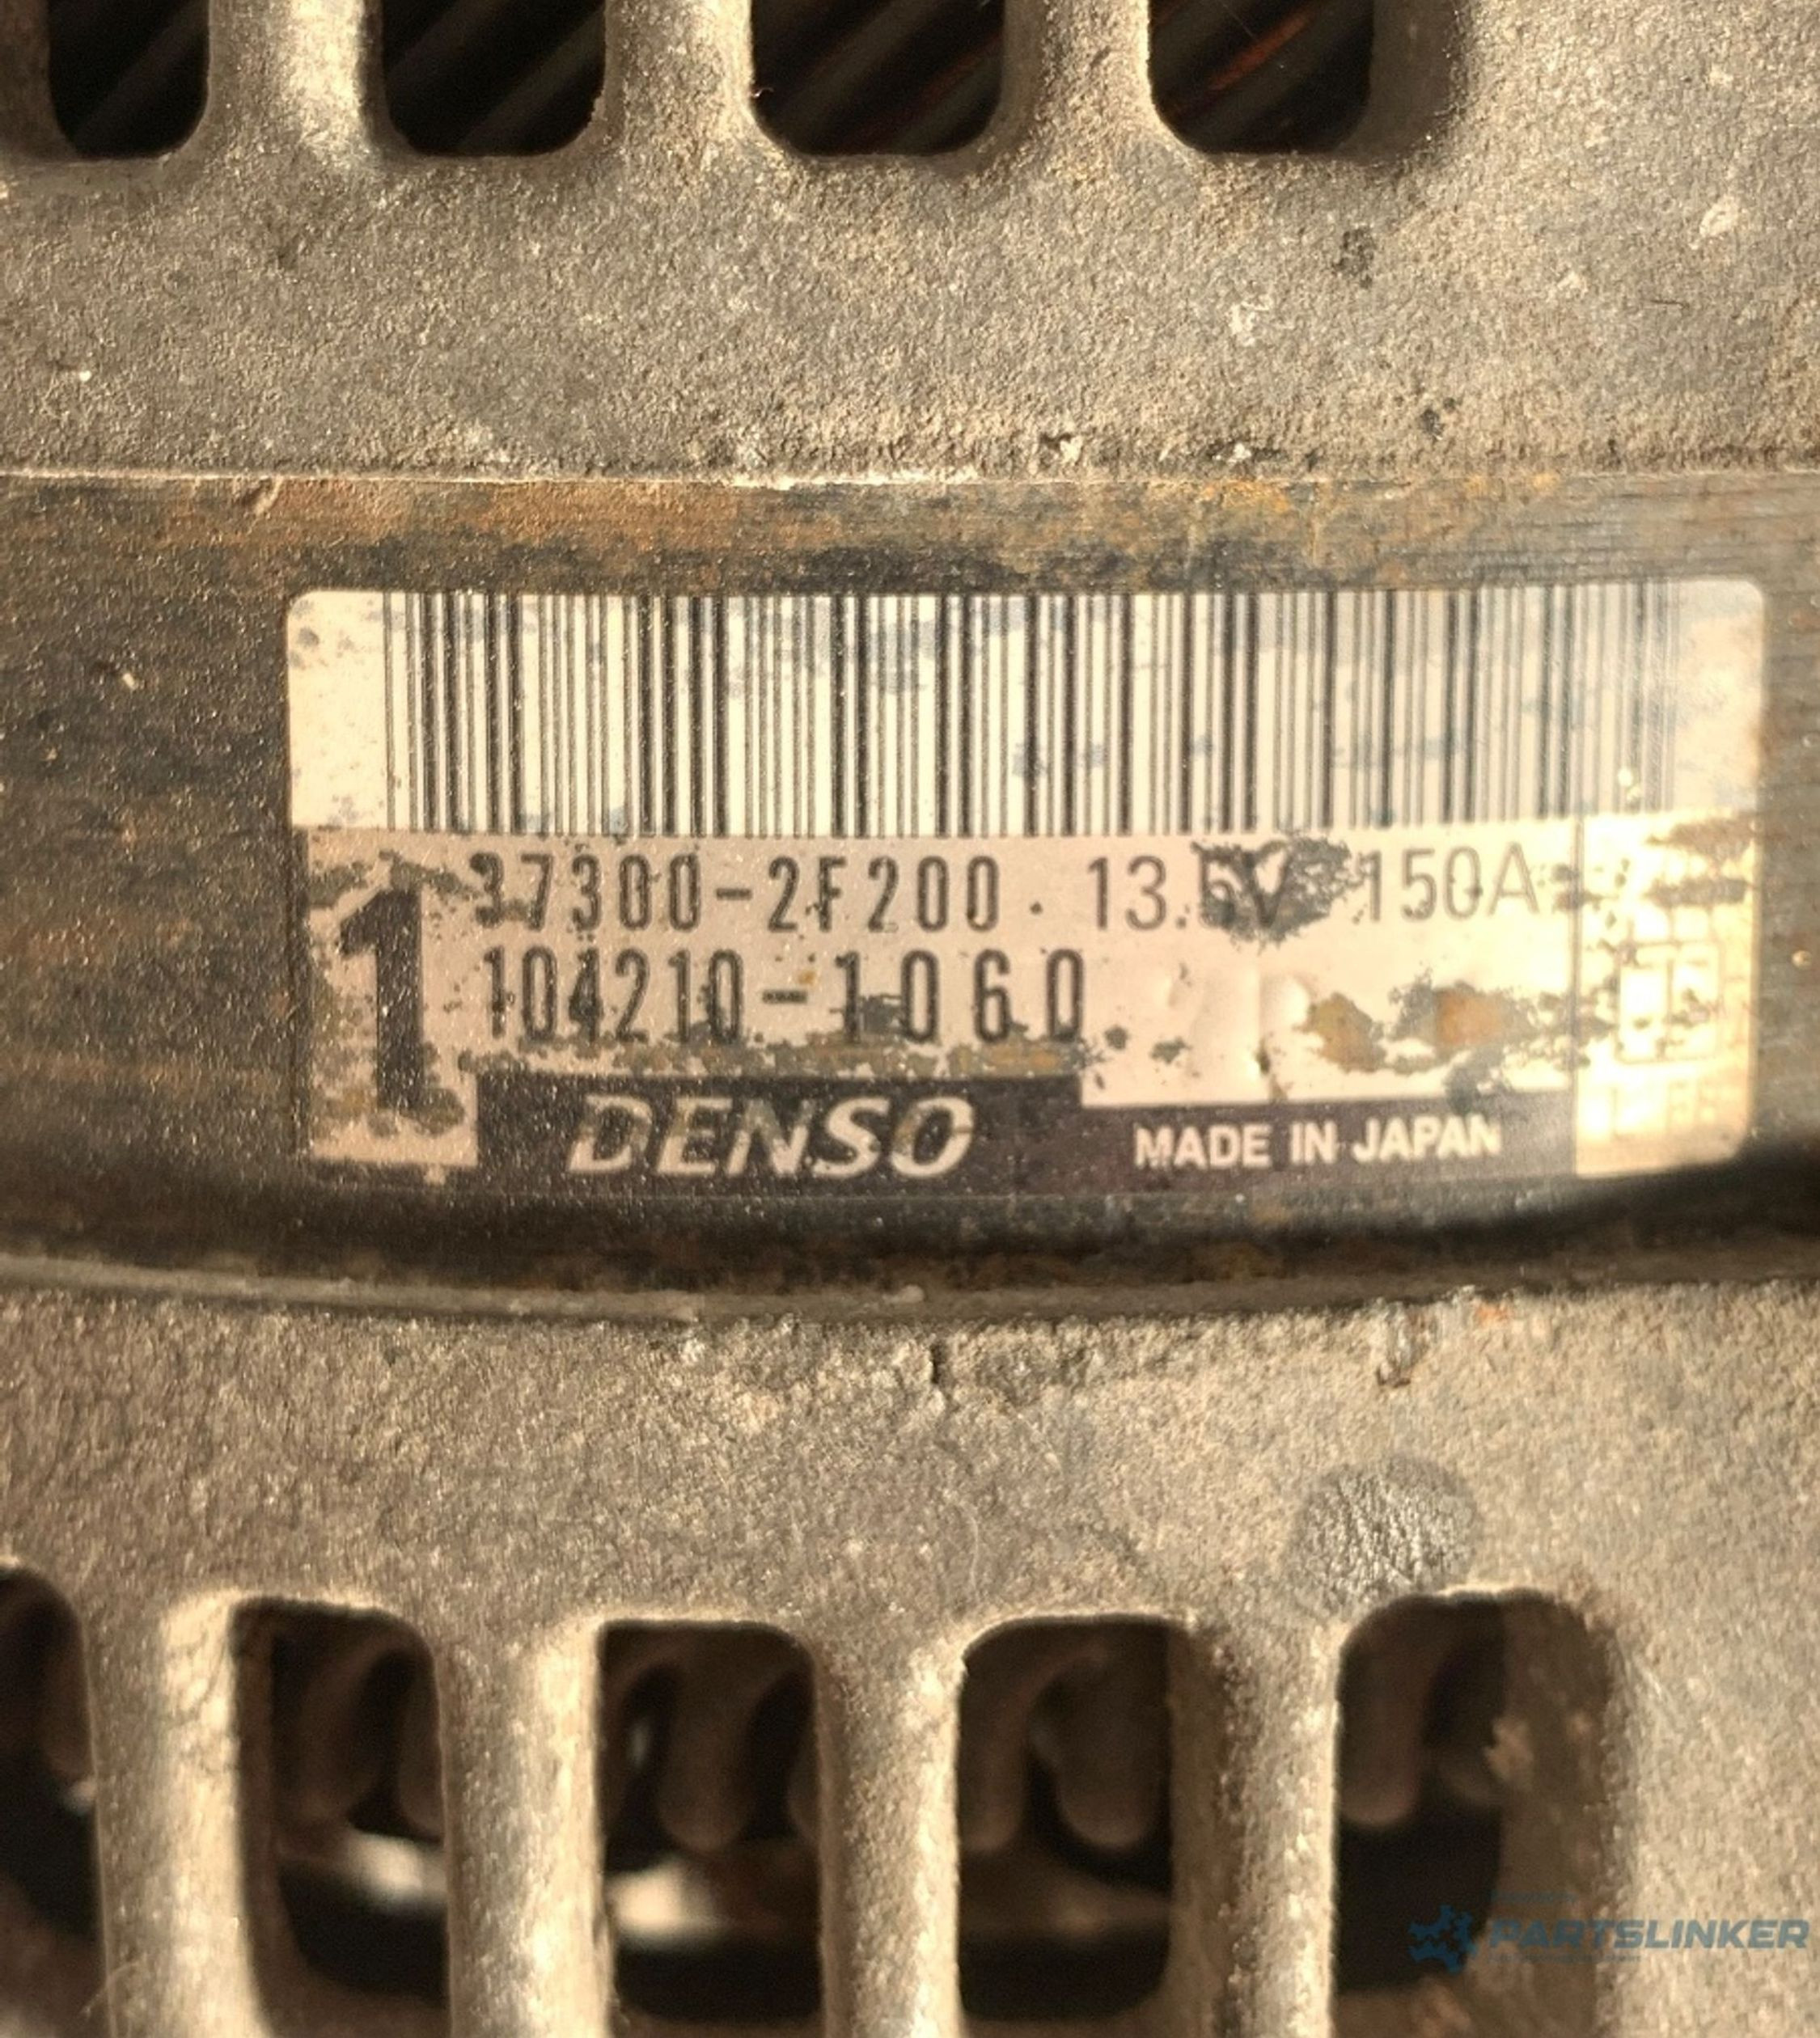 37300-2F200 13.5V 150A
1
104210-1060
DENSO
MADE IN JAPAN
PARTSLINKER